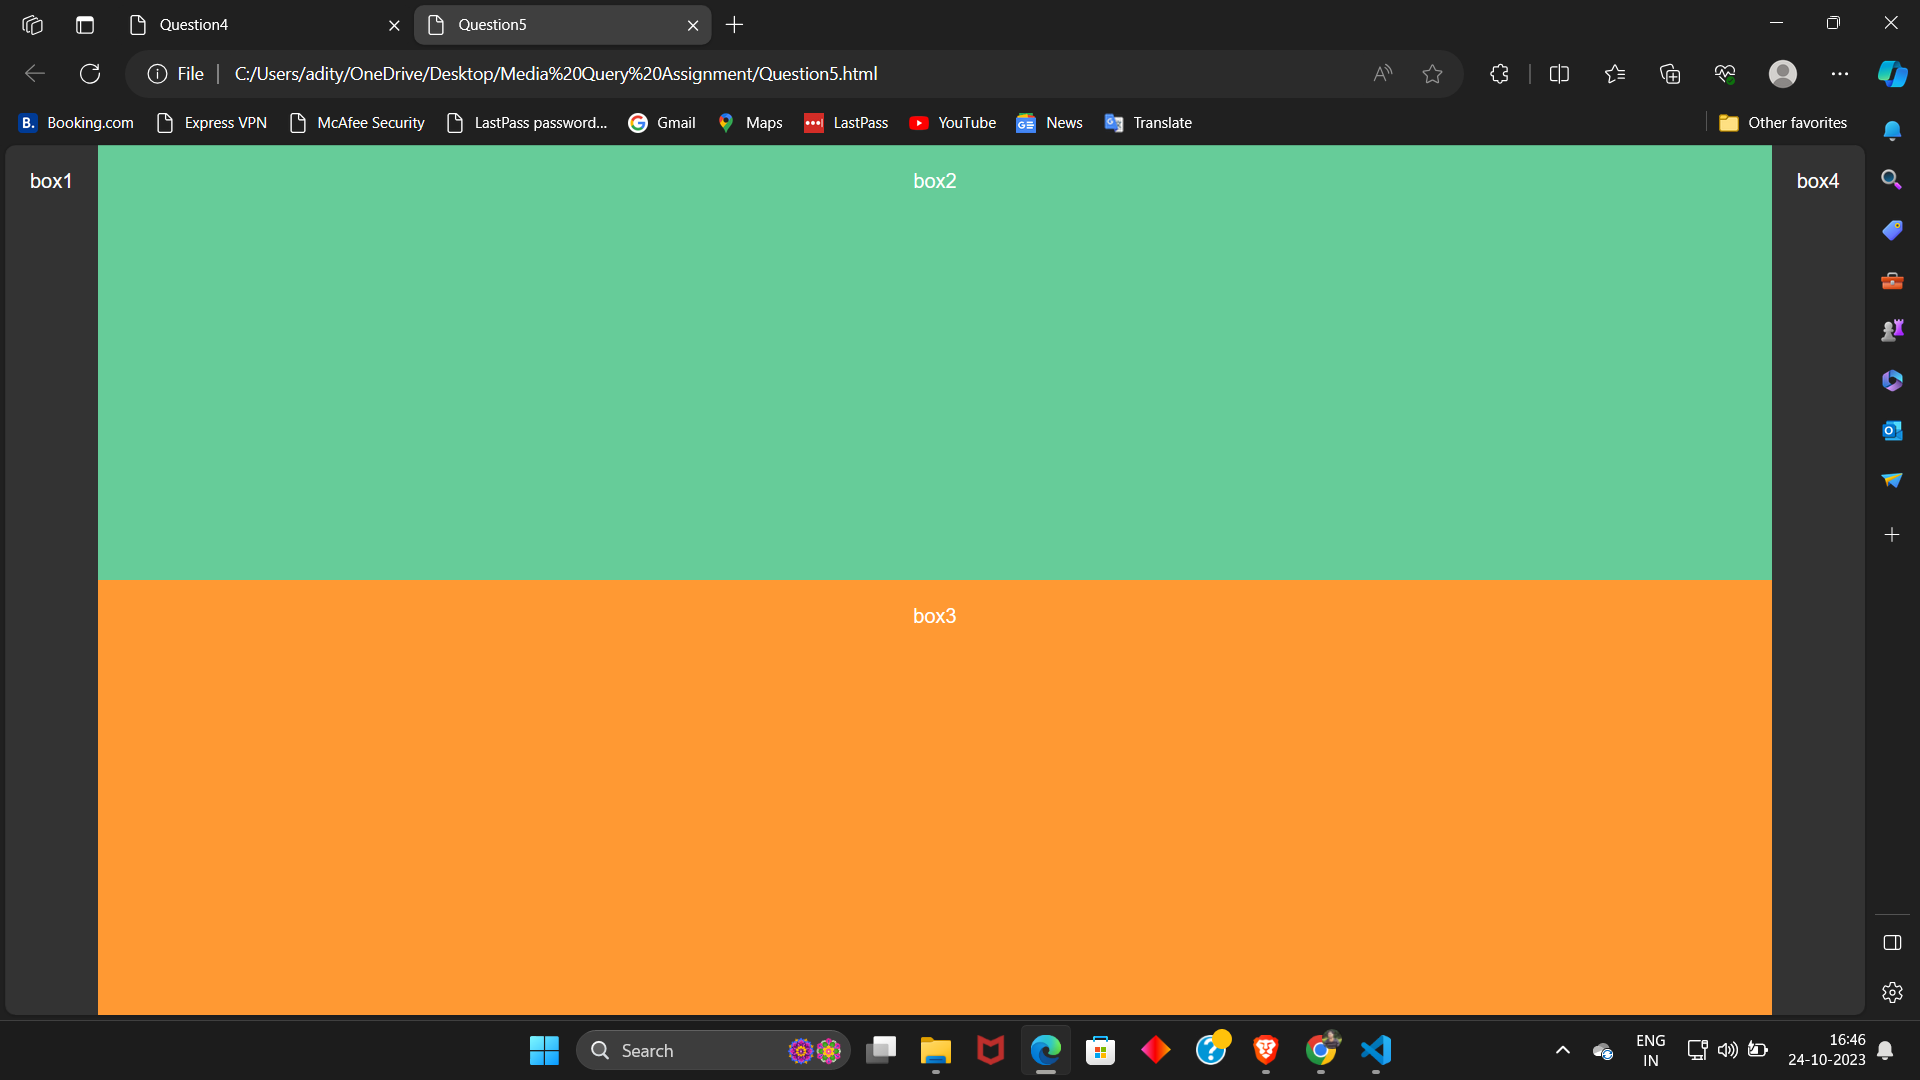 Question4
Question5
File
C:/Users/adity/OneDrive/Desktop/Media%20Query%20Assignment/Question5.html
B. Booking.com
Express VPN
McAfee Security
LastPass password...
Gmail
Maps
LastPass
YouTube
News
Translate
Other favorites
box1
box2
box4
box3
Search
ENG
IN
16:46
24-10-2023